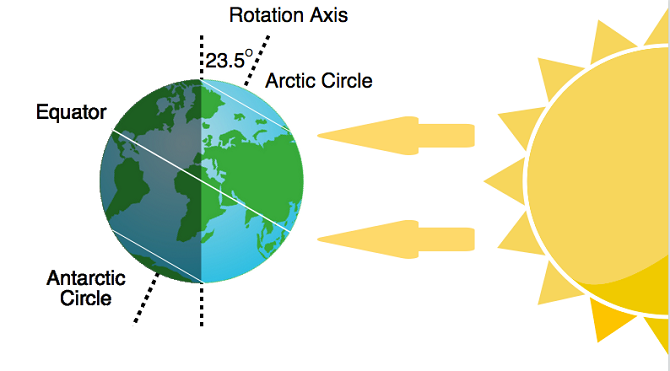 Rotation Axis
23.5°
Arctic Circle
Equator
Antarctic
Circle